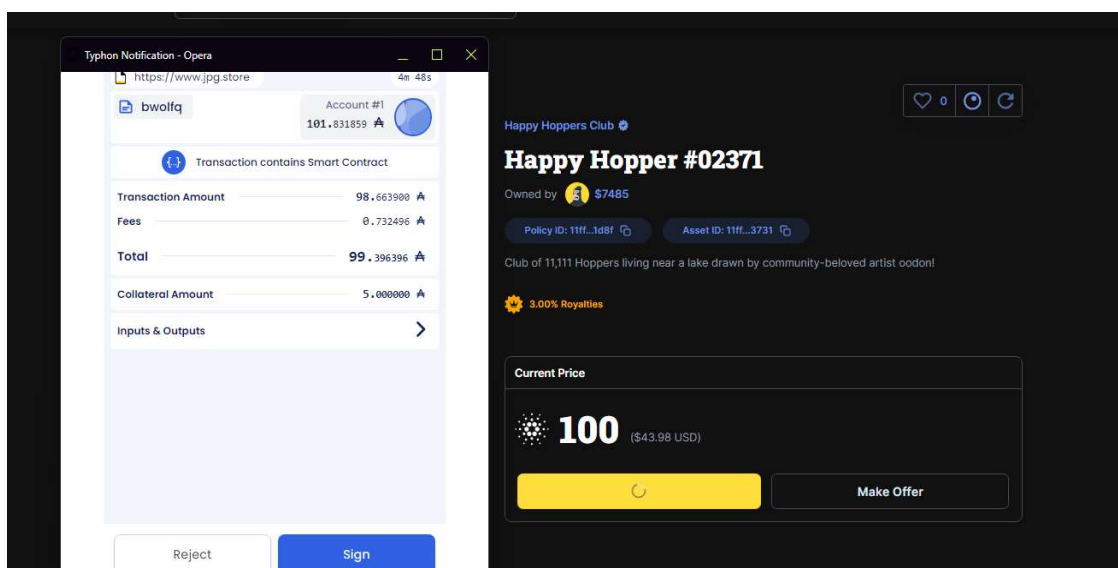 Typhon Notification - Opera
https://www.jpg.store 4m 48s
bwolfq
Account #1
101.831859 ₳
{..} Transaction contains Smart Contract
Transaction Amount 98.663900 ₳
Fees 0.732496 ₳
Total 99.396396 ₳
Collateral Amount 5.000000 ₳
Inputs & Outputs
Reject
Sign
0
Happy Hoppers Club
Happy Hopper #02371
Owned by $7485
Policy ID: 11ff...1d8f
Asset ID: 11ff...3731
Club of 11,111 Hoppers living near a lake drawn by community-beloved artist oodon!
3.00% Royalties
Current Price
100 ($43.98 USD)
Make Offer